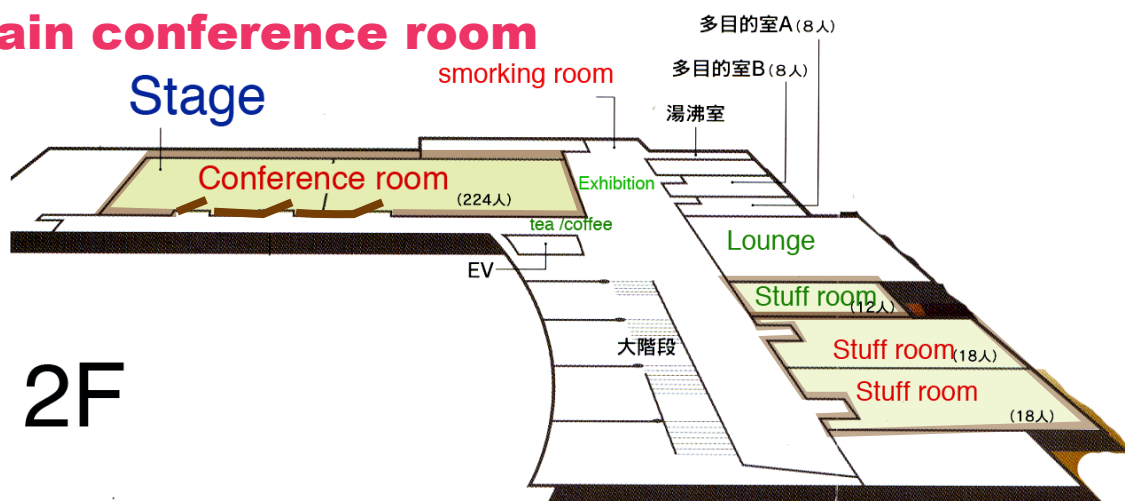 ain conference room
多目的室A（8人）
smorking room
多目的室B（8人）
Stage
湯沸室
Conference room
（224人）
Exhibition
tea /coffee
Lounge
EV
Stuff room
（12人）
大階段
Stuff room
（18人）
2F
Stuff room
（18人）